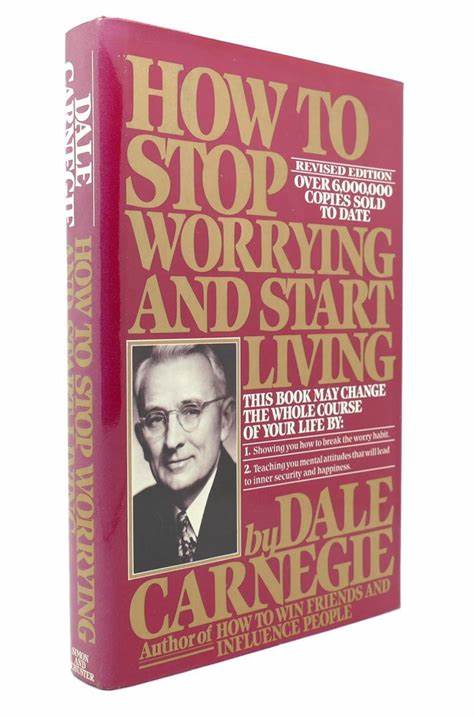 DALE
CARNEGIE
HOW TO STOP WORRYING
AND START LIVING
SIMON AND
SCHUSTER
HOW TO
STOP
REVISED EDITION
OVER 6,000,000
COPIES SOLD
TO DATE
WORRYING
AND START
LIVING
THIS BOOK MAY CHANGE
THE WHOLE COURSE
OF YOUR LIFE BY:
1. Showing you how to break the worry habit.
2. Teaching you mental attitudes that will lead
to inner security and happiness.
by DALE
CARNEGIE
Author of HOW TO WIN FRIENDS AND
INFLUENCE PEOPLE